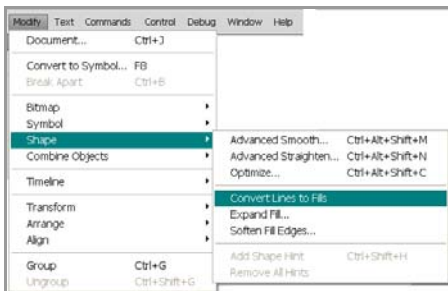 Modify Text Commands Control Debug Window Help
Document... Ctrl+J
Convert to Symbol... F8
Break Apart Ctrl+B
Bitmap
Symbol
Shape
Combine Objects
Timeline
Transform
Arrange
Align
Group Ctrl+G
Ungroup Ctrl+Shift+G
Advanced Smooth... Ctrl+Alt+Shift+M
Advanced Straighten... Ctrl+Alt+Shift+N
Optimize... Ctrl+Alt+Shift+C
Convert Lines to Fills
Expand Fill...
Soften Fill Edges...
Add Shape Hint Ctrl+Shift+H
Remove All Hints